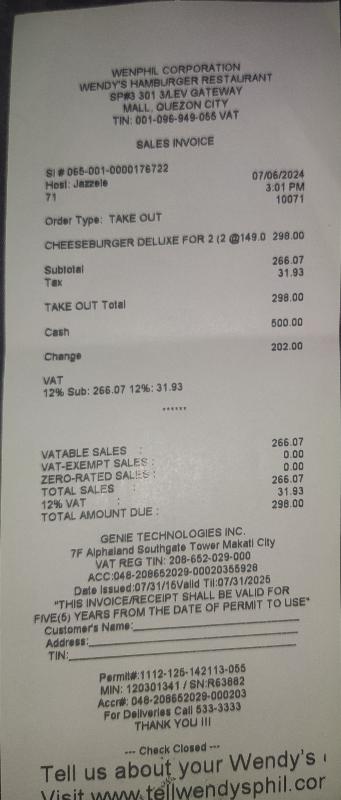 WENPHIL CORPORATION
WENDY'S HAMBURGER RESTAURANT
SP#3 301 3/LEV GATEWAY
MALL, QUEZON CITY
TIN: 001-096-949-055 VAT
SALES INVOICE
SI # 065-001-0000176722 07/06/2024
Host: Jazzele 3:01 PM
71 10071
Order Type: TAKE OUT
CHEESEBURGER DELUXE FOR 2 (2 @149.0 298.00
Subtotal 266.07
Tax 31.93
TAKE OUT Total 298.00
Cash 500.00
Change 202.00
VAT
12% Sub: 266.07 12%: 31.93
******
VATABLE SALES : 266.07
VAT-EXEMPT SALES : 0.00
ZERO-RATED SALES : 0.00
TOTAL SALES : 266.07
12% VAT : 31.93
TOTAL AMOUNT DUE : 298.00
GENIE TECHNOLOGIES INC.
7F Alphaland Southgate Tower Makati City
VAT REG TIN: 208-652-029-000
ACC:048-208652029-00020355928
Date Issued:07/31/15Valid Til:07/31/2025
"THIS INVOICE/RECEIPT SHALL BE VALID FOR
FIVE(5) YEARS FROM THE DATE OF PERMIT TO USE"
Customer's Name:
Address:
TIN:
Permit#:1112-125-142113-055
MIN: 120301341 / SN:R63882
Accr#: 048-208652029-000203
For Deliveries Call 533-3333
THANK YOU !!!
--- Check Closed ---
Tell us about your Wendy's
Visit www.tellwendysphil.cor